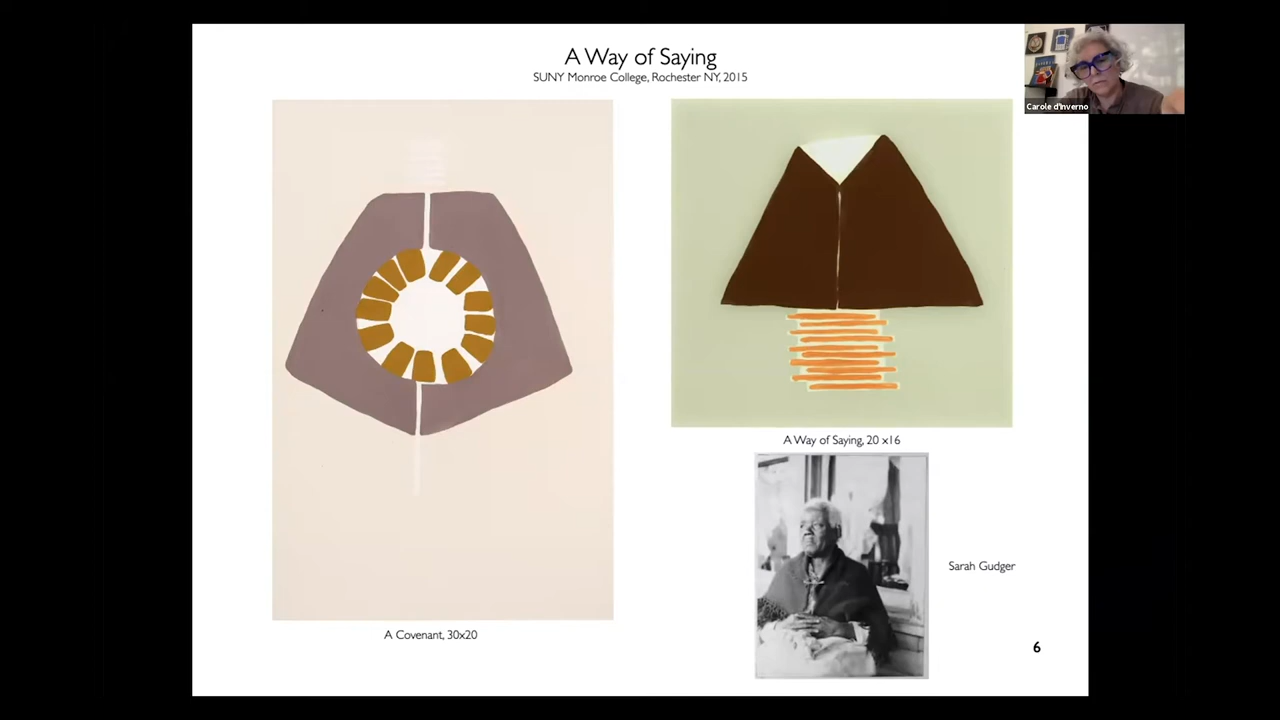 A Way of Saying
SUNY Monroe College, Rochester NY, 2015
Carole d'Inverno
A Way of Saying, 20 x16
Sarah Gudger
A Covenant, 30x20
6